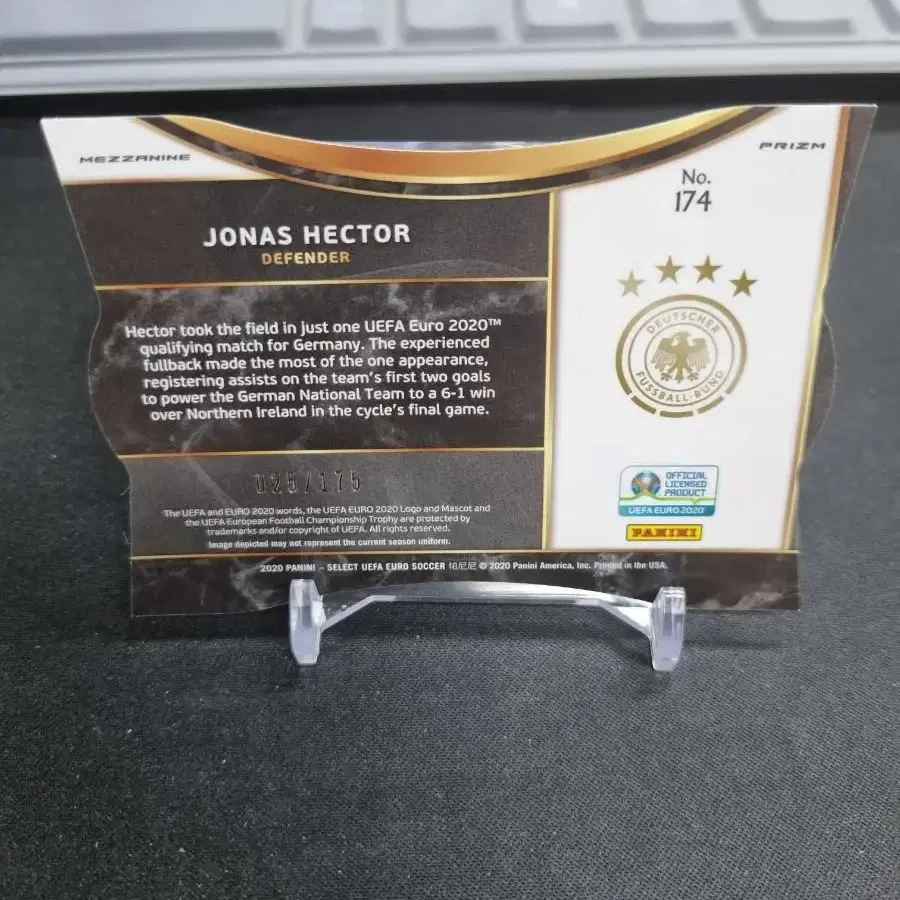 MEZZANINE
PRIZM
No.
174
JONAS HECTOR
DEFENDER
Hector took the field in just one UEFA Euro 2020™
qualifying match for Germany. The experienced
fullback made the most of the one appearance,
registering assists on the team's first two goals
to power the German National Team to a 6-1 win
over Northern Ireland in the cycle's final game.
025/175
The UEFA and EURO 2020 words, the UEFA EURO 2020 Logo and Mascot and
the UEFA European Football Championship Trophy are protected by
trademarks and/or copyright of UEFA. All rights reserved.
Image depicted may not represent the current season uniform.
DEUTSCHER
FUSSBALL-BUND
OFFICIAL
LICENSED
PRODUCT
UEFA EURO2020
PANINI
2020 PANINI – SELECT UEFA EURO SOCCER 帕尼尼 © 2020 Panini America, Inc. Printed in the USA.